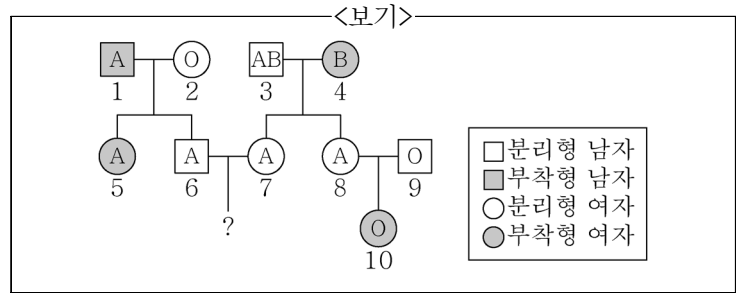 <보기>
A O AB B
1 2 3 4
A A A A O
5 6 7 8 9
?
O
10
분리형 남자
부착형 남자
분리형 여자
부착형 여자